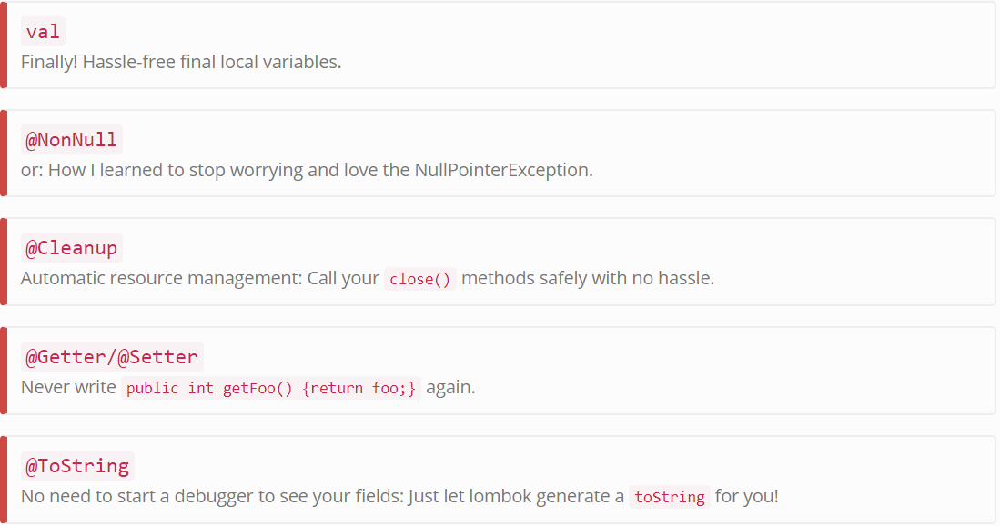 val
Finally! Hassle-free final local variables.
@NonNull
or: How I learned to stop worrying and love the NullPointerException.
@Cleanup
Automatic resource management: Call your close() methods safely with no hassle.
@Getter/@Setter
Never write public int getFoo() {return foo;} again.
@ToString
No need to start a debugger to see your fields: Just let lombok generate a toString for you!